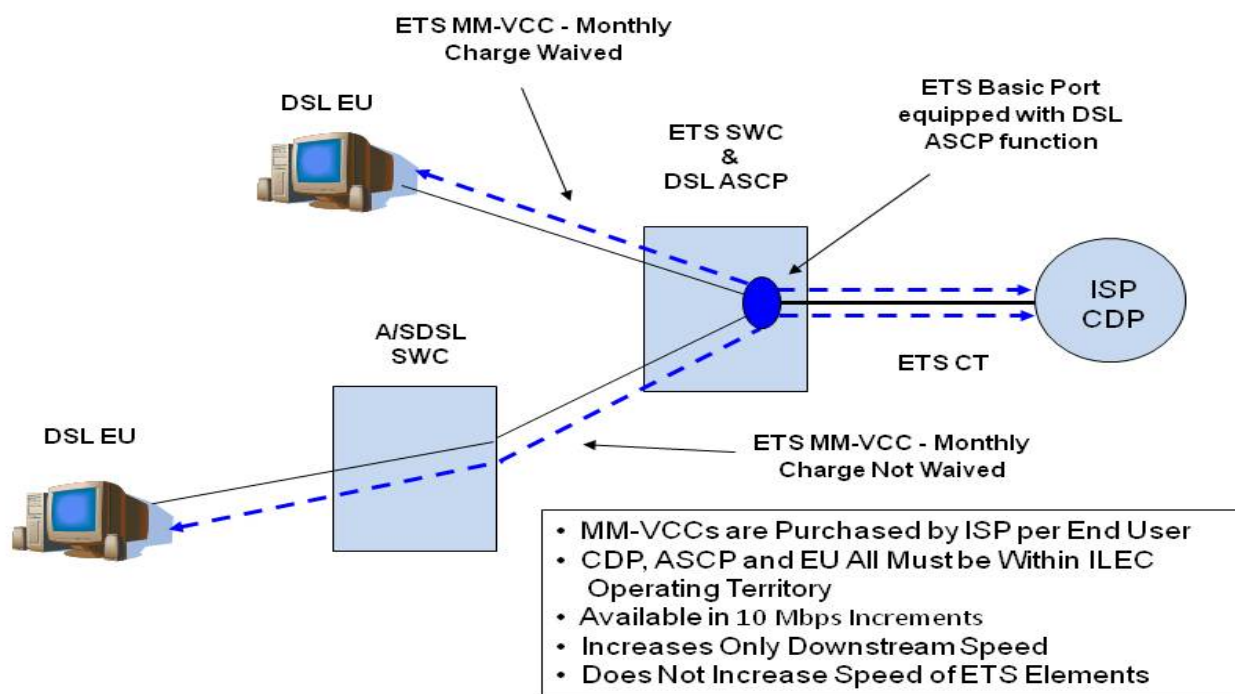 ETS MM-VCC - Monthly
Charge Waived
DSL EU
ETS SWC
&
DSL ASCP
ETS Basic Port
equipped with DSL
ASCP function
ISP
CDP
A/SDSL
SWC
ETS CT
DSL EU
ETS MM-VCC - Monthly
Charge Not Waived
• MM-VCCs are Purchased by ISP per End User
• CDP, ASCP and EU All Must be Within ILEC
Operating Territory
• Available in 10 Mbps Increments
• Increases Only Downstream Speed
• Does Not Increase Speed of ETS Elements